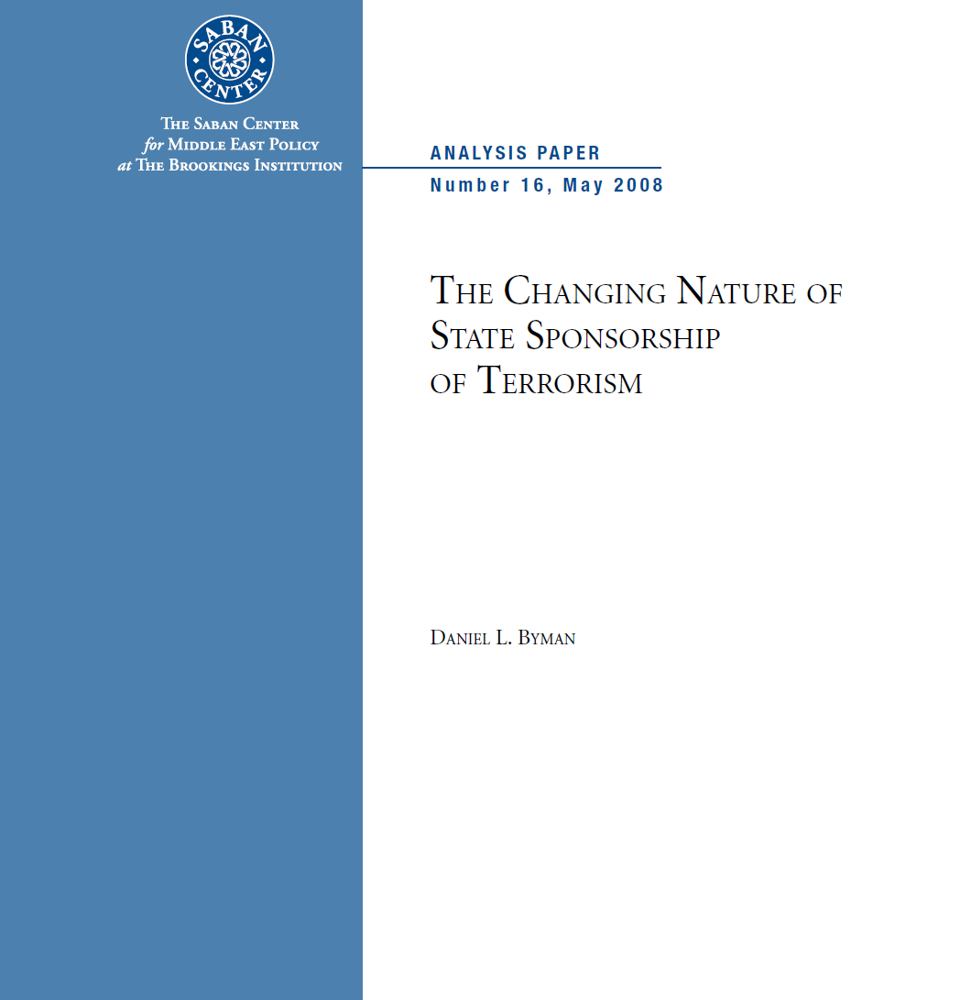 SABAN CENTER
THE SABAN CENTER
for MIDDLE EAST POLICY
at THE BROOKINGS INSTITUTION
ANALYSIS PAPER
Number 16, May 2008
THE CHANGING NATURE OF
STATE SPONSORSHIP
OF TERRORISM
DANIEL L. BYMAN